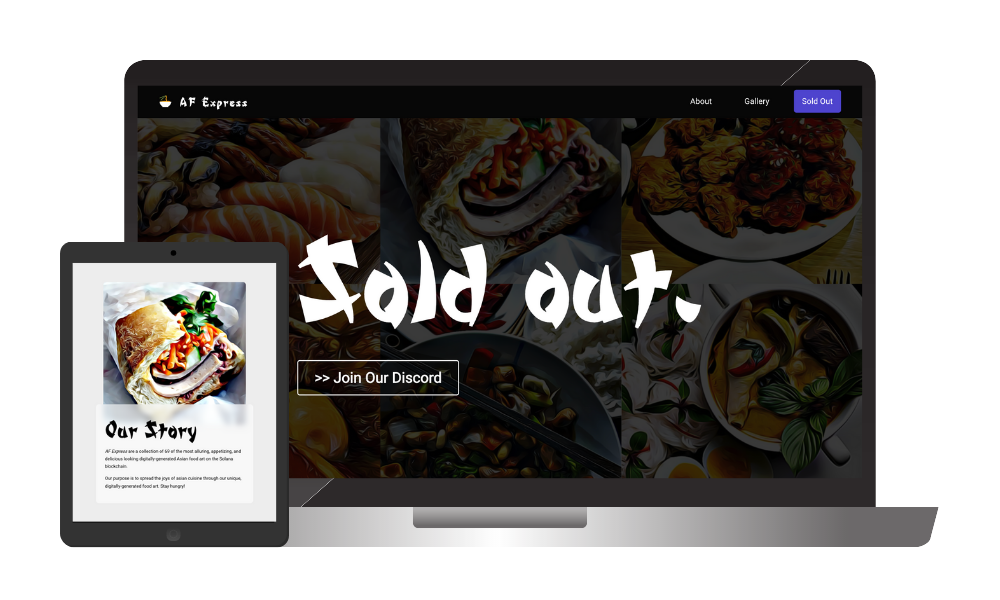 AF Express
About
Gallery
Sold Out
Sold out.
>> Join Our Discord
Our Story
AF Express are a collection of 69 of the most alluring, appetizing, and
delicious looking digitally-generated Asian food art on the Solana
blockchain.
Our purpose is to spread the joys of asian cuisine through our unique,
digitally-generated food art. Stay hungry!